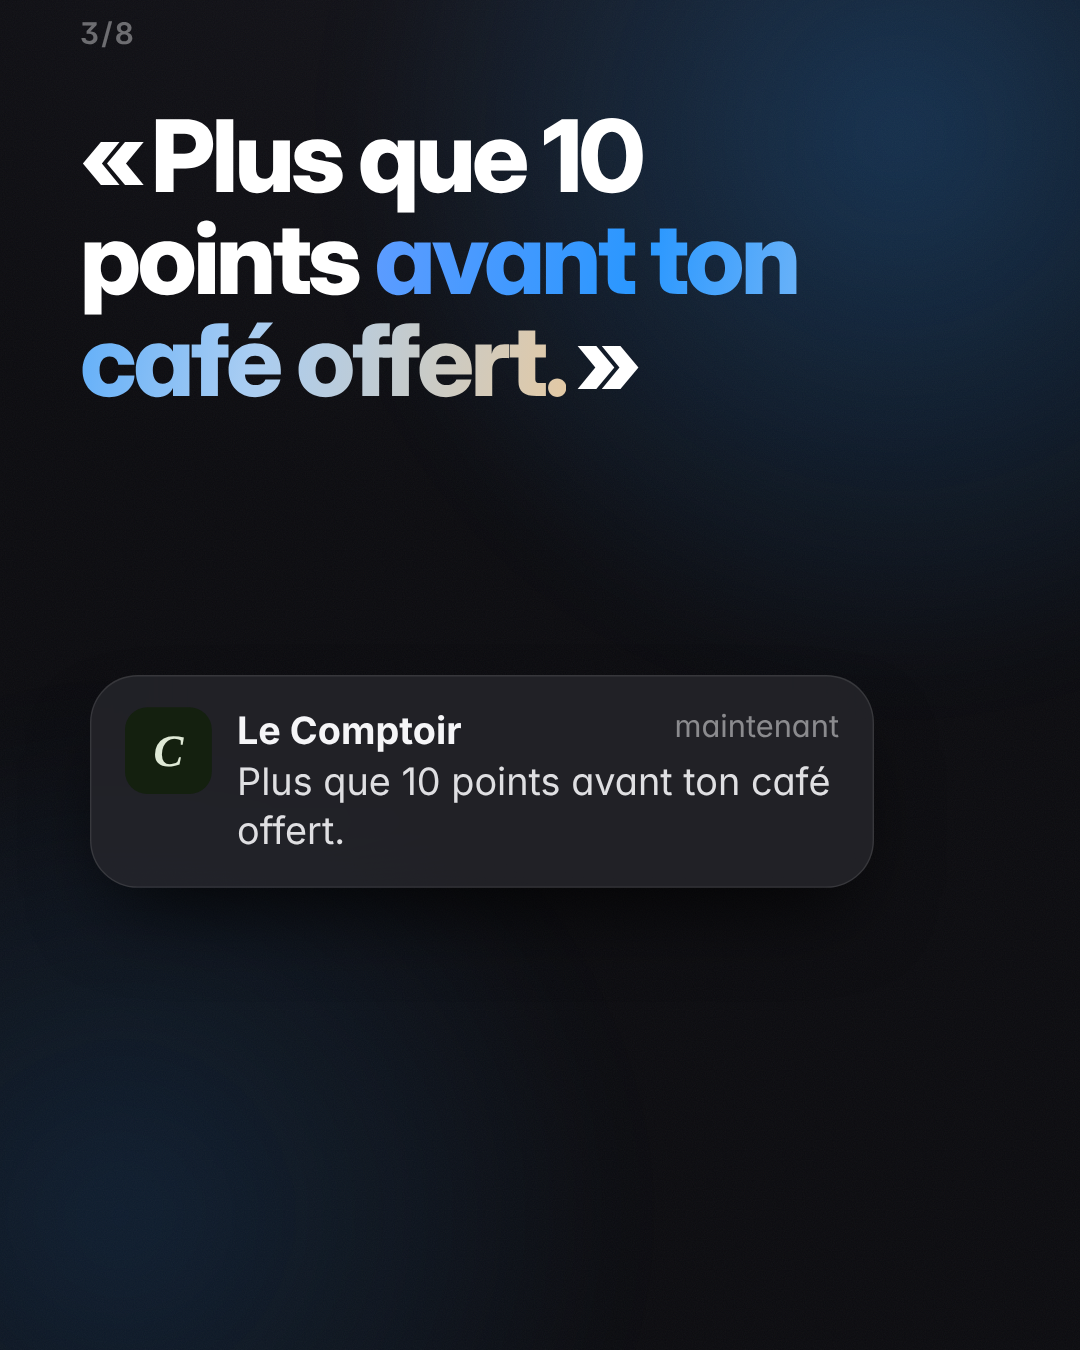 3/8
« Plus que 10
points avant ton
café offert. »
C
Le Comptoir
maintenant
Plus que 10 points avant ton café
offert.